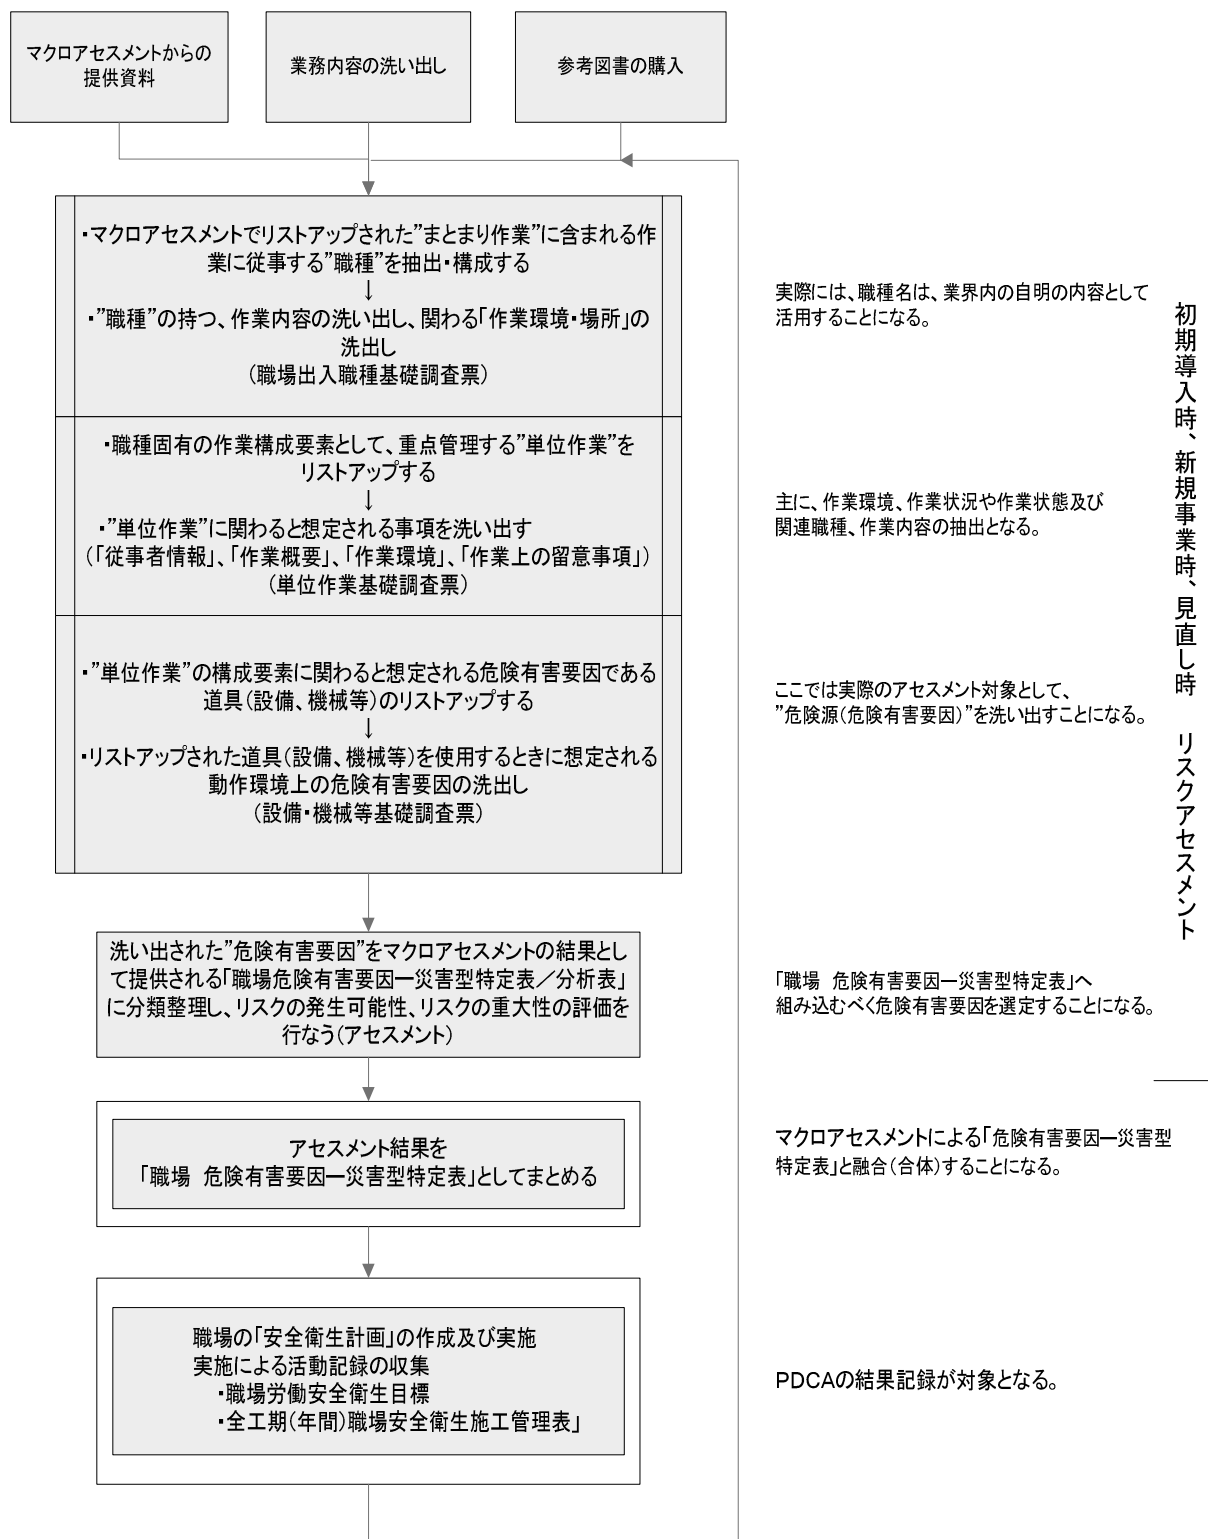 マクロアセスメントからの
提供資料
業務内容の洗い出し
参考図書の購入
・マクロアセスメントでリストアップされた”まとまり作業”に含まれる作
業に従事する”職種”を抽出・構成する
↓
・”職種”の持つ、作業内容の洗い出し、関わる「作業環境・場所」の
洗出し
（職場出入職種基礎調査票）
実際には、職種名は、業界内の自明の内容として
活用することになる。
・職種固有の作業構成要素として、重点管理する”単位作業”を
リストアップする
↓
・”単位作業”に関わると想定される事項を洗い出す
（「従事者情報」、「作業概要」、「作業環境」、「作業上の留意事項」）
（単位作業基礎調査票）
主に、作業環境、作業状況や作業状態及び
関連職種、作業内容の抽出となる。
・”単位作業”の構成要素に関わると想定される危険有害要因である
道具（設備、機械等）のリストアップする
↓
・リストアップされた道具（設備、機械等）を使用するときに想定される
動作環境上の危険有害要因の洗出し
（設備・機械等基礎調査票）
ここでは実際のアセスメント対象として、
”危険源（危険有害要因）”を洗い出すことになる。
初期導入時、新規事業時、見直し時　リスクアセスメント
洗い出された”危険有害要因”をマクロアセスメントの結果とし
て提供される「職場危険有害要因ー災害型特定表／分析表」
に分類整理し、リスクの発生可能性、リスクの重大性の評価を
行なう（アセスメント）
「職場　危険有害要因ー災害型特定表」へ
組み込むべく危険有害要因を選定することになる。
アセスメント結果を
「職場　危険有害要因ー災害型特定表」としてまとめる
マクロアセスメントによる「危険有害要因ー災害型
特定表」と融合（合体）することになる。
職場の「安全衛生計画」の作成及び実施
実施による活動記録の収集
・職場労働安全衛生目標
・全工期（年間）職場安全衛生施工管理表」
PDCAの結果記録が対象となる。